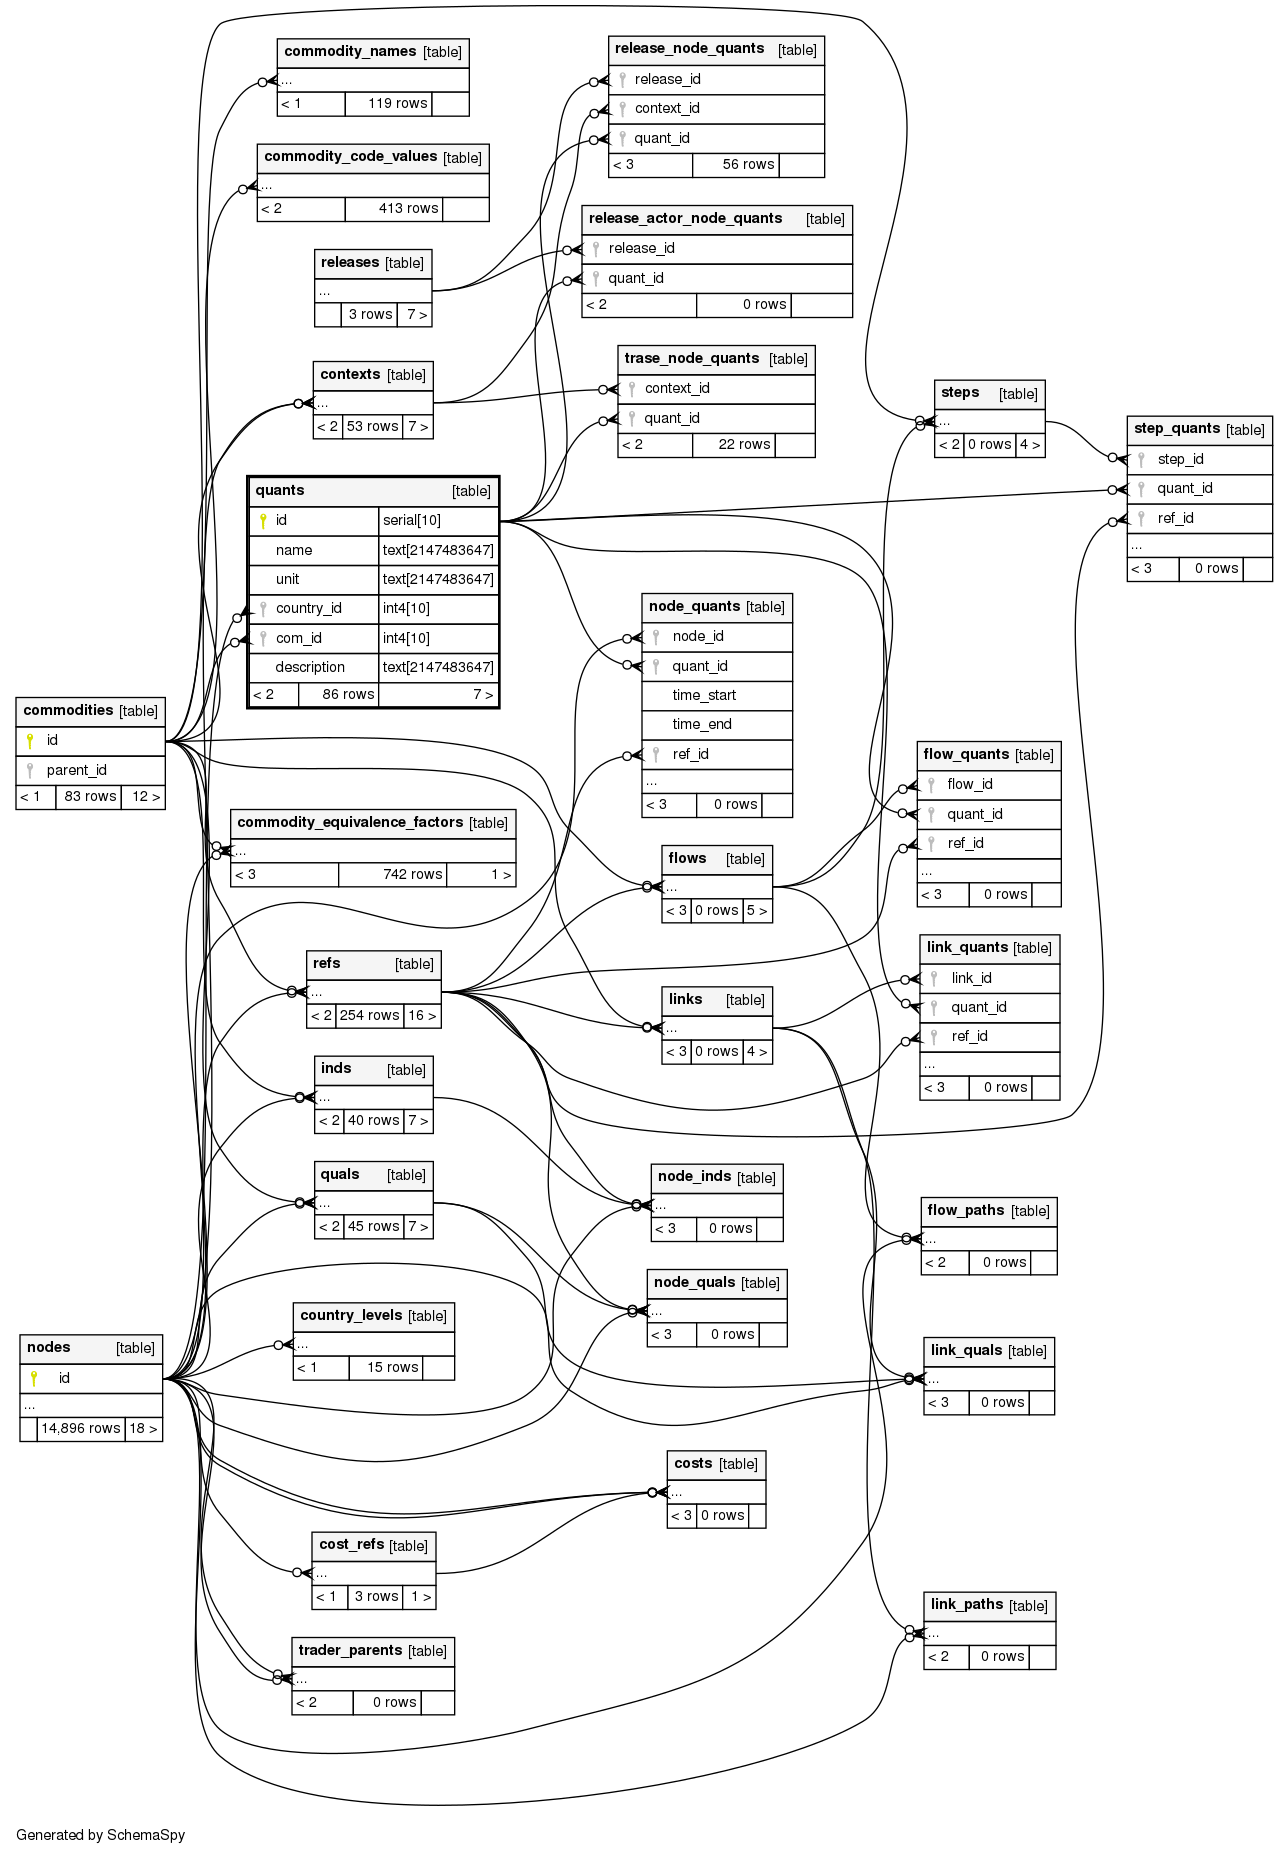 commodity_names [table]
...
< 1 119 rows
commodity_code_values [table]
...
< 2 413 rows
releases [table]
...
3 rows 7 >
contexts [table]
...
< 2 53 rows 7 >
quants [table]
id serial[10]
name text[2147483647]
unit text[2147483647]
country_id int4[10]
com_id int4[10]
description text[2147483647]
< 2 86 rows 7 >
commodities [table]
id
parent_id
< 1 83 rows 12 >
commodity_equivalence_factors [table]
...
< 3 742 rows 1 >
refs [table]
...
< 2 254 rows 16 >
inds [table]
...
< 2 40 rows 7 >
quals [table]
...
< 2 45 rows 7 >
country_levels [table]
...
< 1 15 rows
nodes [table]
id
...
14,896 rows 18 >
cost_refs [table]
...
< 1 3 rows 1 >
trader_parents [table]
...
< 2 0 rows
release_node_quants [table]
release_id
context_id
quant_id
< 3 56 rows
release_actor_node_quants [table]
release_id
quant_id
< 2 0 rows
trase_node_quants [table]
context_id
quant_id
< 2 22 rows
node_quants [table]
node_id
quant_id
time_start
time_end
ref_id
...
< 3 0 rows
flows [table]
...
< 3 0 rows 5 >
links [table]
...
< 3 0 rows 4 >
node_inds [table]
...
< 3 0 rows
node_quals [table]
...
< 3 0 rows
costs [table]
...
< 3 0 rows
steps [table]
...
< 2 0 rows 4 >
step_quants [table]
step_id
quant_id
ref_id
...
< 3 0 rows
flow_quants [table]
flow_id
quant_id
ref_id
...
< 3 0 rows
link_quants [table]
link_id
quant_id
ref_id
...
< 3 0 rows
flow_paths [table]
...
< 2 0 rows
link_quals [table]
...
< 3 0 rows
link_paths [table]
...
< 2 0 rows
Generated by SchemaSpy